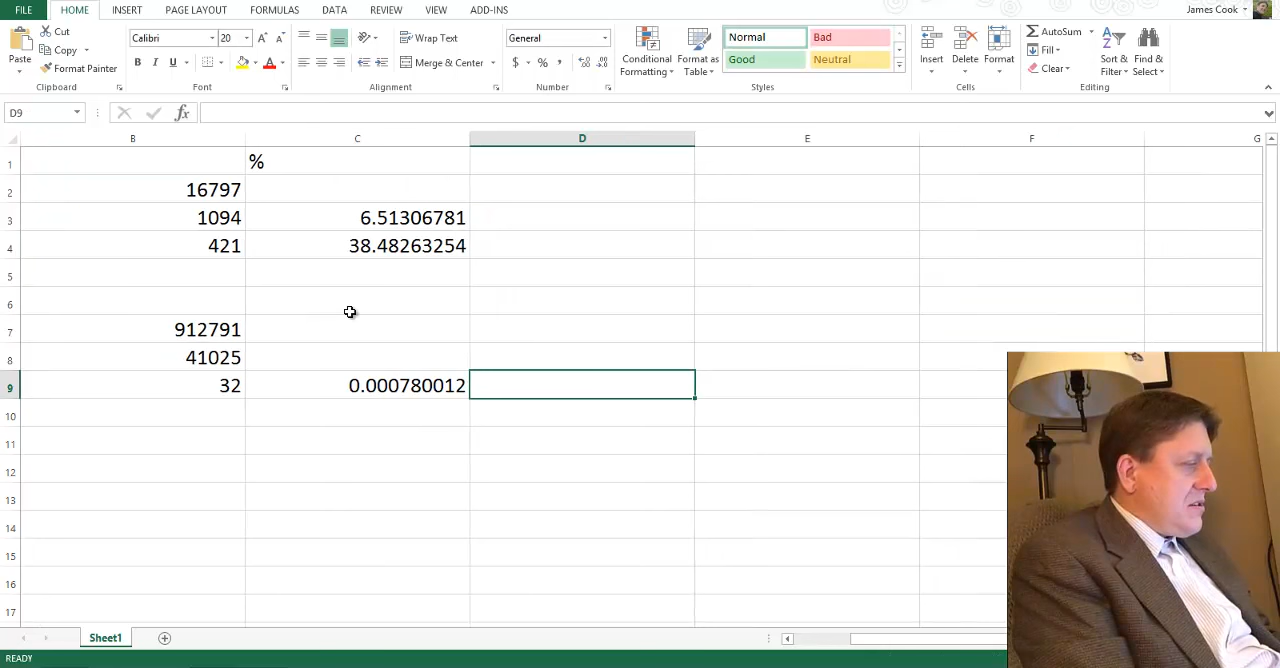 FILE HOME INSERT PAGE LAYOUT FORMULAS DATA REVIEW VIEW ADD-INS James Cook
Paste
Cut
Copy
Format Painter
Clipboard
Calibri 20 A A
B I U A
Font
Wrap Text
Merge & Center
Alignment
General
$ % ,
Number
Conditional Formatting
Format as Table
Normal Bad
Good Neutral
Styles
Insert Delete Format
Cells
AutoSum
Fill
Clear
Sort & Filter
Find & Select
Editing
D9 fx
B C D E F G
1 %
2 16797
3 1094 6.51306781
4 421 38.48263254
5
6
7 912791
8 41025
9 32 0.000780012
10
11
12
13
14
15
16
17
Sheet1
READY